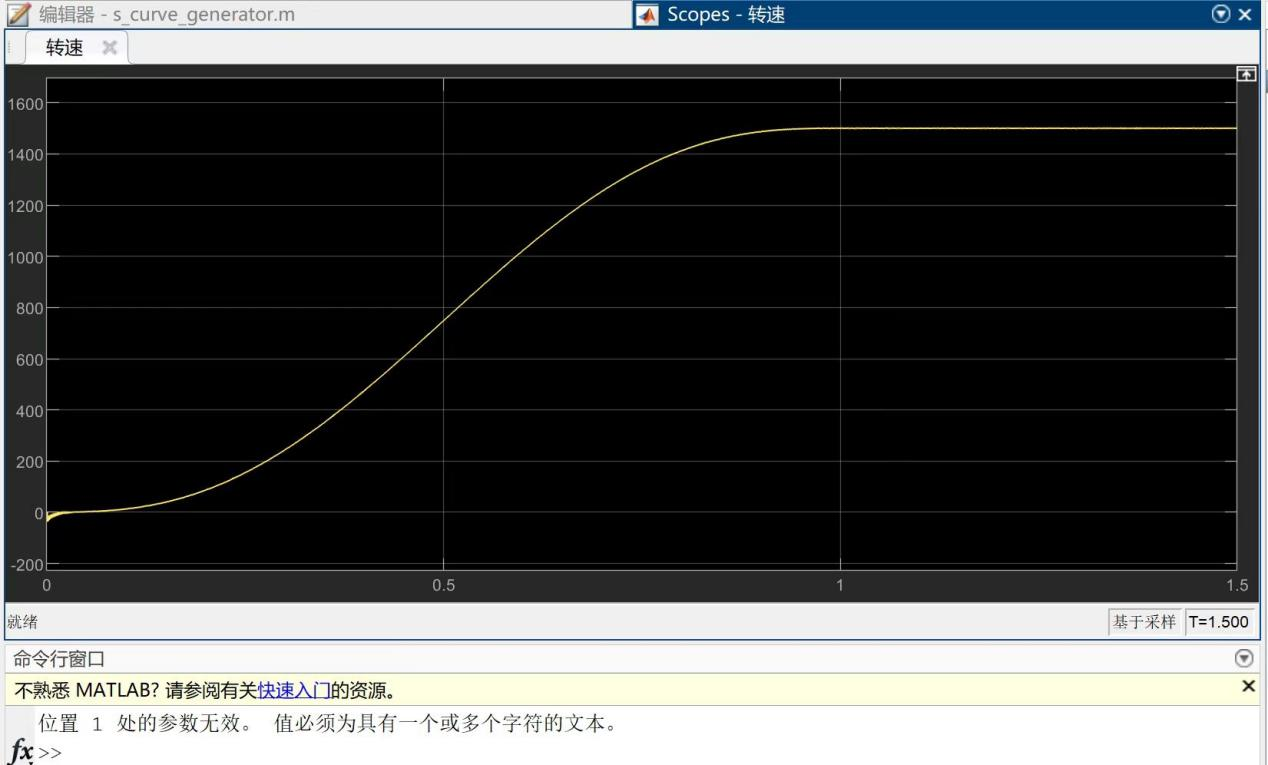 编辑器 - s_curve_generator.m
Scopes - 转速
转速
1600
1400
1200
1000
800
600
400
200
0
-200
0 0.5 1 1.5
就绪
基于采样 T=1.500
命令行窗口
不熟悉 MATLAB? 请参阅有关快速入门的资源。
位置 1 处的参数无效。 值必须为具有一个或多个字符的文本。
fx >>